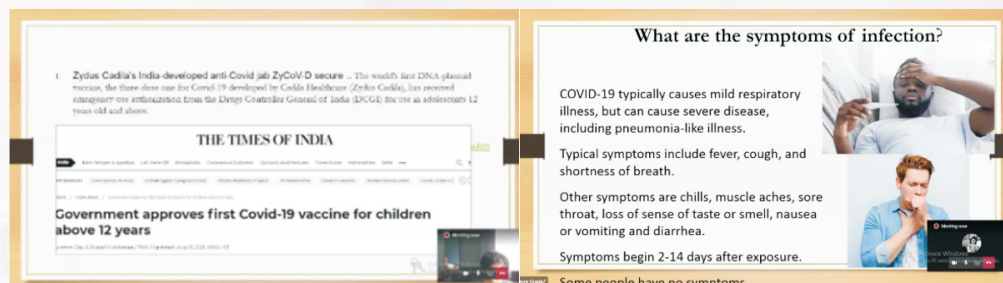 1. Zydus Cadila's India-developed anti-Covid jab ZyCoV-D secure .. The world's first DNA-plasmid
vaccine, the three-dose one for Covid-19 developed by Cadila Healthcare (Zydus Cadila), has received
emergency use authorization from the Drugs Controller General of India (DCGI) for use in adolescents 12
years old and above.
THE TIMES OF INDIA
India
Government approves first Covid-19 vaccine for children
above 12 years
Meeting now
What are the symptoms of infection?
COVID-19 typically causes mild respiratory
illness, but can cause severe disease,
including pneumonia-like illness.
Typical symptoms include fever, cough, and
shortness of breath.
Other symptoms are chills, muscle aches, sore
throat, loss of sense of taste or smell, nausea
or vomiting and diarrhea.
Symptoms begin 2-14 days after exposure.
Some people have no symptoms
Meeting now